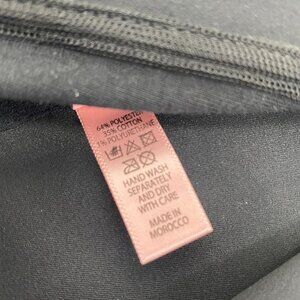 64% POLYESTER
35% COTTON
1% POLYURETHANE
HAND WASH
SEPARATELY
AND DRY
WITH CARE
MADE IN
MOROCCO